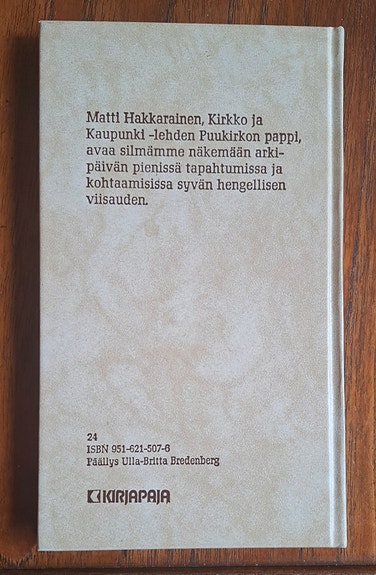 Matti Hakkarainen, Kirkko ja
Kaupunki –lehden Puukirkon pappi,
avaa silmämme näkemään arki-
päivän pienissä tapahtumissa ja
kohtaamisissa syvän hengellisen
viisauden.
24
ISBN 951-621-507-6
Päällys Ulla-Britta Bredenberg
KIRJAPAJA